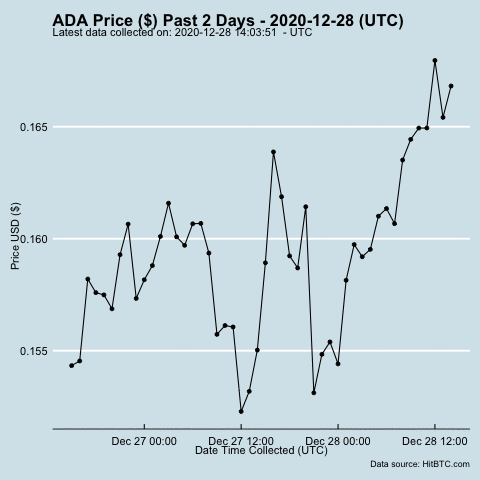 ADA Price ($) Past 2 Days - 2020-12-28 (UTC)
Latest data collected on: 2020-12-28 14:03:51  - UTC
0.165
0.160
0.155
Price USD ($)
Dec 27 00:00 Dec 27 12:00 Dec 28 00:00 Dec 28 12:00
Date Time Collected (UTC)
Data source: HitBTC.com